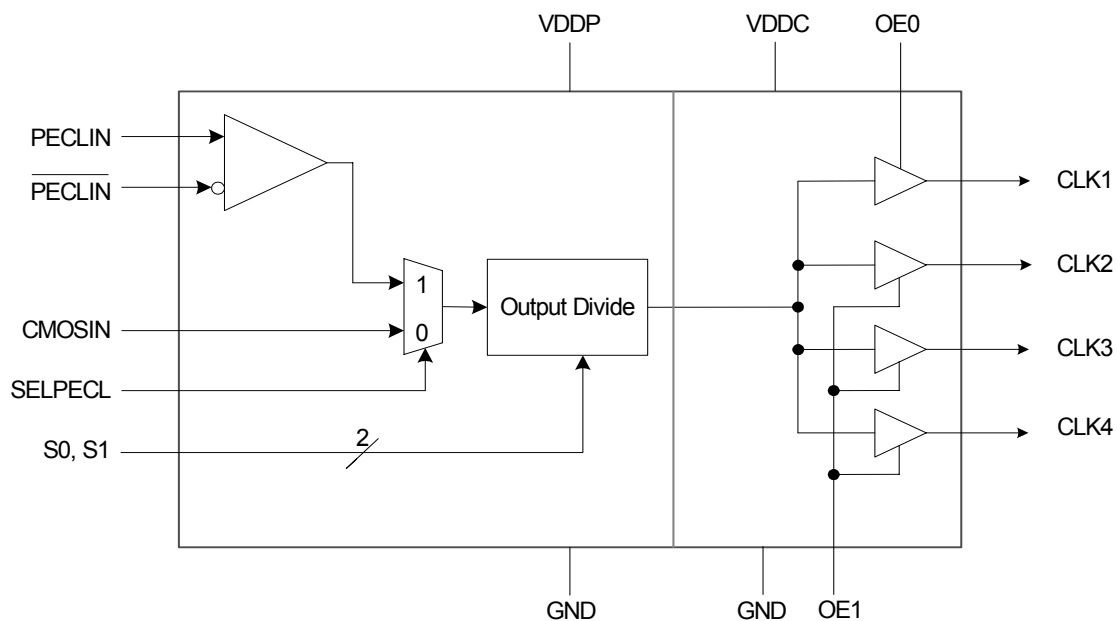 VDDP VDDC OE0
PECLIN
PECLIN
CLK1
CLK2
1
Output Divide
CMOSIN
0
CLK3
SELPECL
CLK4
S0, S1
2
GND GND OE1